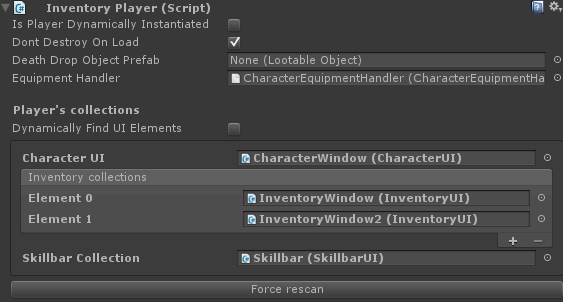 Inventory Player (Script)
Is Player Dynamically Instantiated
Dont Destroy On Load
Death Drop Object Prefab None (Lootable Object)
Equipment Handler CharacterEquipmentHandler (CharacterEquipmentHa
Player's collections
Dynamically Find UI Elements
Character UI CharacterWindow (CharacterUI)
Inventory collections
Element 0 InventoryWindow (InventoryUI)
Element 1 InventoryWindow2 (InventoryUI)
Skillbar Collection Skillbar (SkillbarUI)
Force rescan